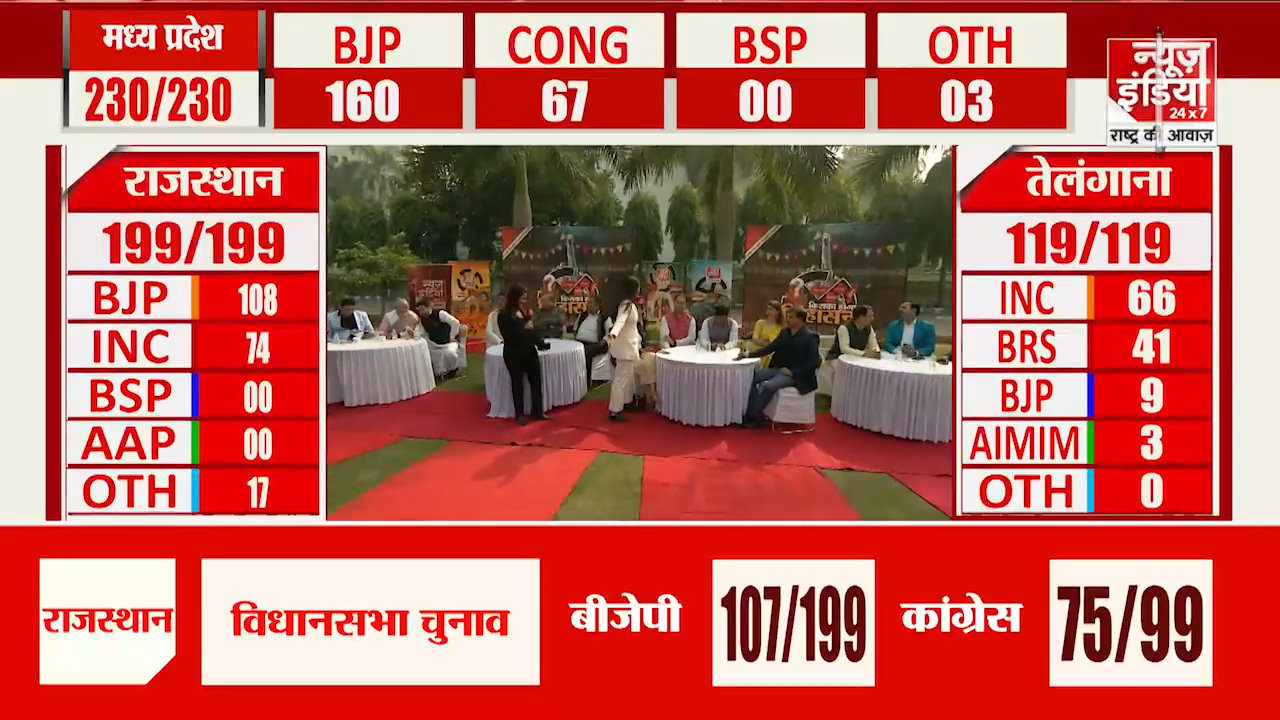 मध्य प्रदेश
230/230
BJP
160
CONG
67
BSP
00
OTH
03
न्यूज़
इंडिया
24x7
राष्ट्र की आवाज़
राजस्थान
199/199
BJP 108
INC 74
BSP 00
AAP 00
OTH 17
न्यूज़
इंडिया
किसका होगा
किसका होगा
तेलंगाना
119/119
INC 66
BRS 41
BJP 9
AIMIM 3
OTH 0
राजस्थान
विधानसभा चुनाव
बीजेपी
107/199
कांग्रेस
75/99